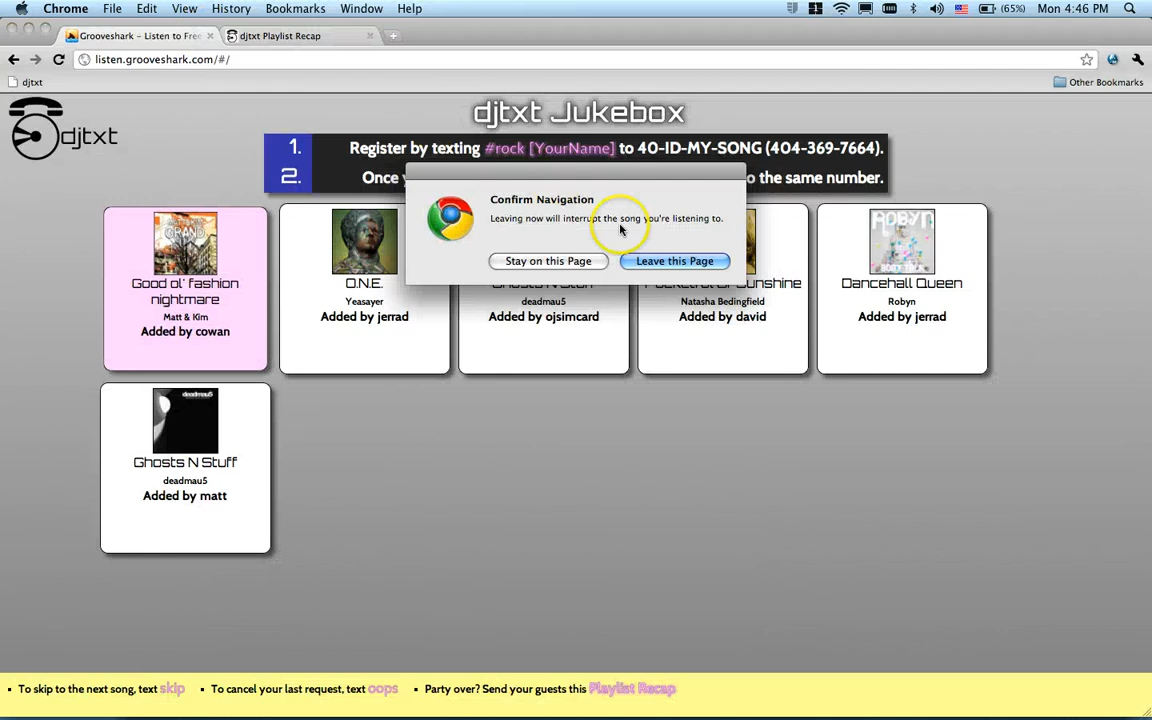 Chrome File Edit View History Bookmarks Window Help
(65%) Mon 4:46 PM
Grooveshark – Listen to Free
djtxt Playlist Recap
listen.grooveshark.com/#/
djtxt
Other Bookmarks
djtxt
djtxt Jukebox
1. Register by texting #rock [YourName] to 40-ID-MY-SONG (404-369-7664).
2. Once o the same number.
Confirm Navigation
Leaving now will interrupt the song you're listening to.
Stay on this Page
Leave this Page
Good ol' fashion
nightmare
Matt & Kim
Added by cowan
O.N.E.
Yeasayer
Added by jerrad
deadmau5
Added by ojsimcard
Natasha Bedingfield
Added by david
ROBYN
Dancehall Queen
Robyn
Added by jerrad
deadmau5
Ghosts N Stuff
deadmau5
Added by matt
To skip to the next song, text skip
To cancel your last request, text oops
Party over? Send your guests this Playlist Recap